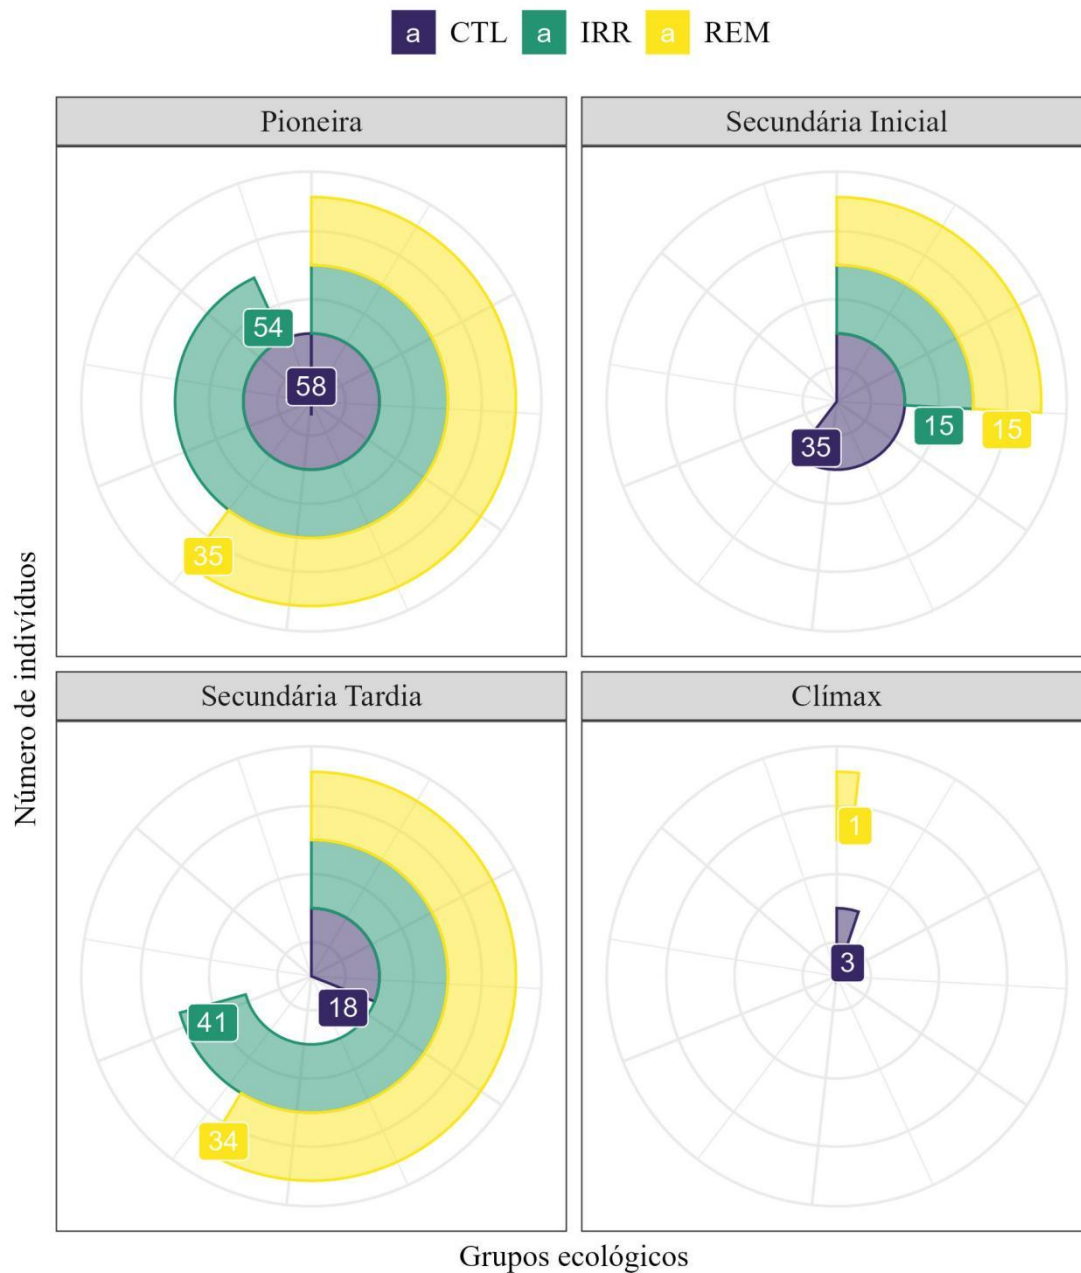 a CTL a IRR a REM
Pioneira
Secundária Inicial
54
58
35
35
15
15
Número de indivíduos
Secundária Tardia
Clímax
18
41
34
1
3
Grupos ecológicos